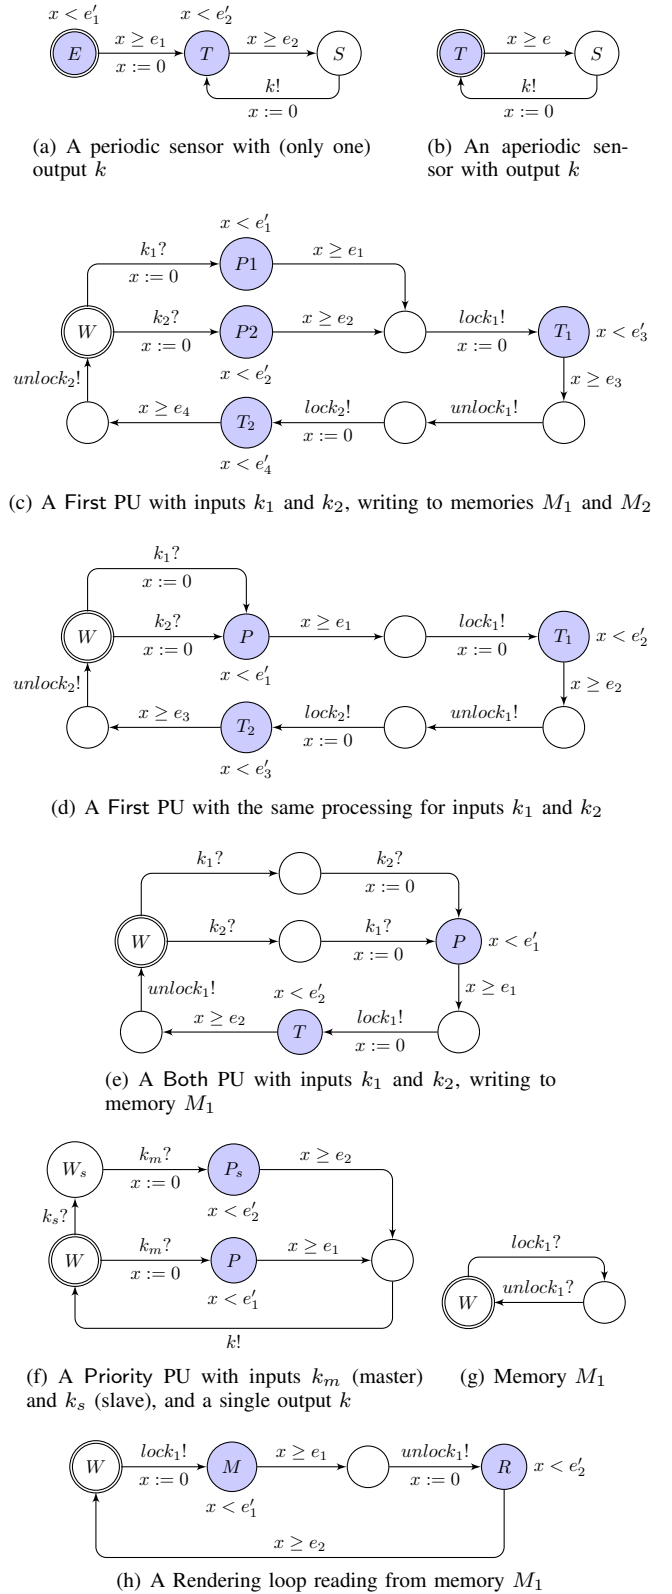 x < e′₁ x < e′₂
E x ≥ e₁ T x ≥ e₂ S
x := 0
k!
x := 0
(a) A periodic sensor with (only one)
output k
T x ≥ e S
k!
x := 0
(b) An aperiodic sen-
sor with output k
x < e′₁
k₁? P1 x ≥ e₁
x := 0
W k₂? P2 x ≥ e₂ lock₁! T₁ x < e′₃
x := 0 x := 0
x < e′₂
unlock₂! x ≥ e₃
x ≥ e₄ T₂ lock₂! unlock₁!
x := 0
x < e′₄
(c) A First PU with inputs k₁ and k₂, writing to memories M₁ and M₂
k₁?
x := 0
W k₂? P x ≥ e₁ lock₁! T₁ x < e′₂
x := 0 x := 0
x < e′₁
unlock₂! x ≥ e₂
x ≥ e₃ T₂ lock₂! unlock₁!
x := 0
x < e′₃
(d) A First PU with the same processing for inputs k₁ and k₂
k₁? k₂?
x := 0
W k₂? k₁? P x < e′₁
x := 0
unlock₁! x < e′₂ x ≥ e₁
x ≥ e₂ T lock₁!
x := 0
(e) A Both PU with inputs k₁ and k₂, writing to
memory M₁
Wₛ kₘ? Pₛ x ≥ e₂
x := 0
x < e′₂
kₛ?
W kₘ? P x ≥ e₁
x := 0
x < e′₁
k!
(f) A Priority PU with inputs kₘ (master)
and kₛ (slave), and a single output k
lock₁?
W unlock₁?
(g) Memory M₁
W lock₁! M x ≥ e₁ unlock₁! R x < e′₂
x := 0 x := 0
x < e′₁
x ≥ e₂
(h) A Rendering loop reading from memory M₁